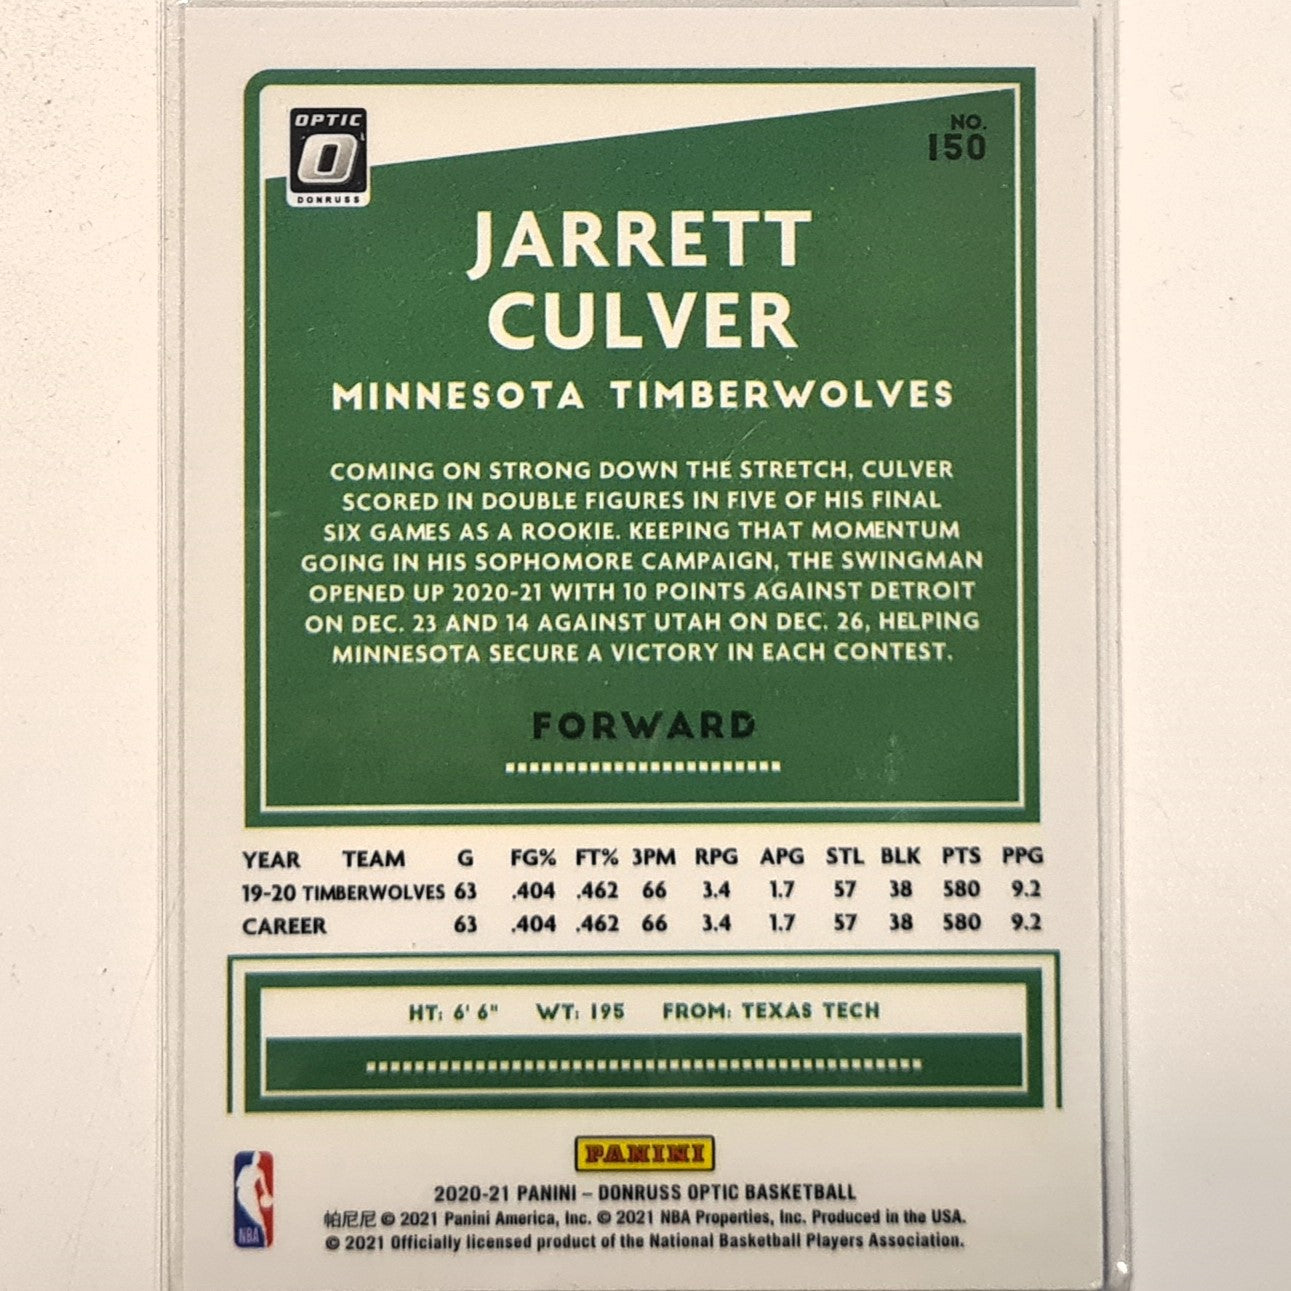 OPTIC
O
DONRUSS
NO.
150
JARRETT
CULVER
MINNESOTA TIMBERWOLVES
COMING ON STRONG DOWN THE STRETCH, CULVER
SCORED IN DOUBLE FIGURES IN FIVE OF HIS FINAL
SIX GAMES AS A ROOKIE. KEEPING THAT MOMENTUM
GOING IN HIS SOPHOMORE CAMPAIGN, THE SWINGMAN
OPENED UP 2020-21 WITH 10 POINTS AGAINST DETROIT
ON DEC. 23 AND 14 AGAINST UTAH ON DEC. 26, HELPING
MINNESOTA SECURE A VICTORY IN EACH CONTEST.
FORWARD
YEAR TEAM G FG% FT% 3PM RPG APG STL BLK PTS PPG
19-20 TIMBERWOLVES 63 .404 .462 66 3.4 1.7 57 38 580 9.2
CAREER 63 .404 .462 66 3.4 1.7 57 38 580 9.2
HT: 6' 6" WT: 195 FROM: TEXAS TECH
PANINI
NBA
2020-21 PANINI – DONRUSS OPTIC BASKETBALL
帕尼尼 © 2021 Panini America, Inc. © 2021 NBA Properties, Inc. Produced in the USA.
© 2021 Officially licensed product of the National Basketball Players Association.